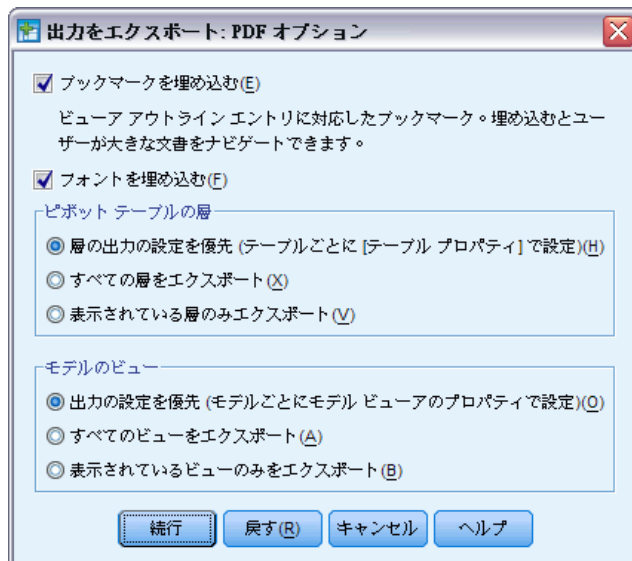 出力をエクスポート: PDF オプション
ブックマークを埋め込む(E)
ビューア アウトライン エントリに対応したブックマーク。埋め込むとユー
ザーが大きな文書をナビゲートできます。
フォントを埋め込む(F)
ピボット テーブルの層
層の出力の設定を優先 (テーブルごとに [テーブル プロパティ] で設定)(H)
すべての層をエクスポート(X)
表示されている層のみエクスポート(V)
モデルのビュー
出力の設定を優先 (モデルごとにモデル ビューアのプロパティで設定)(O)
すべてのビューをエクスポート(A)
表示されているビューのみをエクスポート(B)
続行 戻す(R) キャンセル ヘルプ